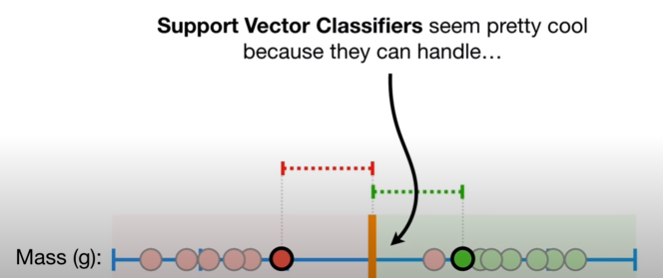 Support Vector Classifiers seem pretty cool
because they can handle…
Mass (g):